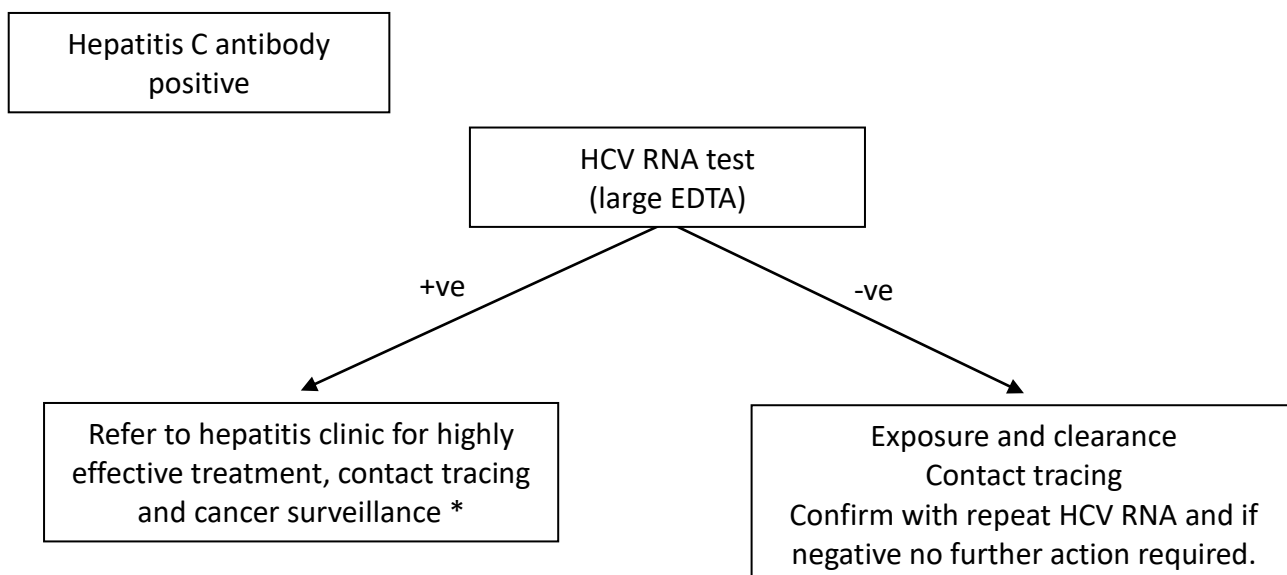 Hepatitis C antibody
positive
HCV RNA test
(large EDTA)
+ve
-ve
Refer to hepatitis clinic for highly
effective treatment, contact tracing
and cancer surveillance *
Exposure and clearance
Contact tracing
Confirm with repeat HCV RNA and if
negative no further action required.